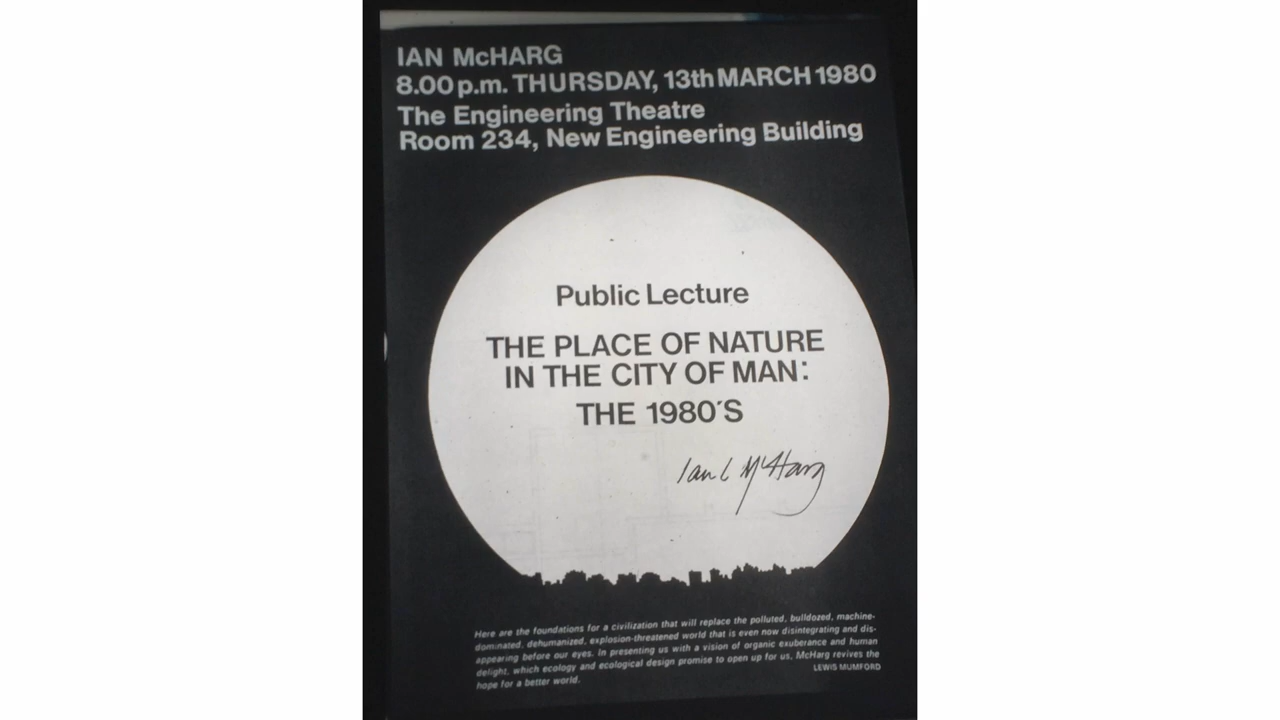 IAN McHARG
8.00 p.m. THURSDAY, 13th MARCH 1980
The Engineering Theatre
Room 234, New Engineering Building
Public Lecture
THE PLACE OF NATURE
IN THE CITY OF MAN:
THE 1980´S
Ian L McHarg
Here are the foundations for a civilization that will replace the polluted, bulldozed, machine-
dominated, dehumanized, explosion-threatened world that is even now disintegrating and dis-
appearing before our eyes. In presenting us with a vision of organic exuberance and human
delight, which ecology and ecological design promise to open up for us, McHarg revives the
hope for a better world.
LEWIS MUMFORD